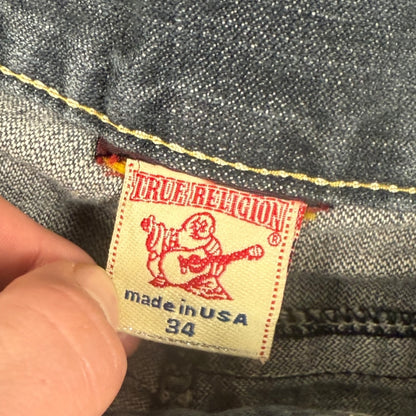 TRUE RELIGION
®
made in USA
34